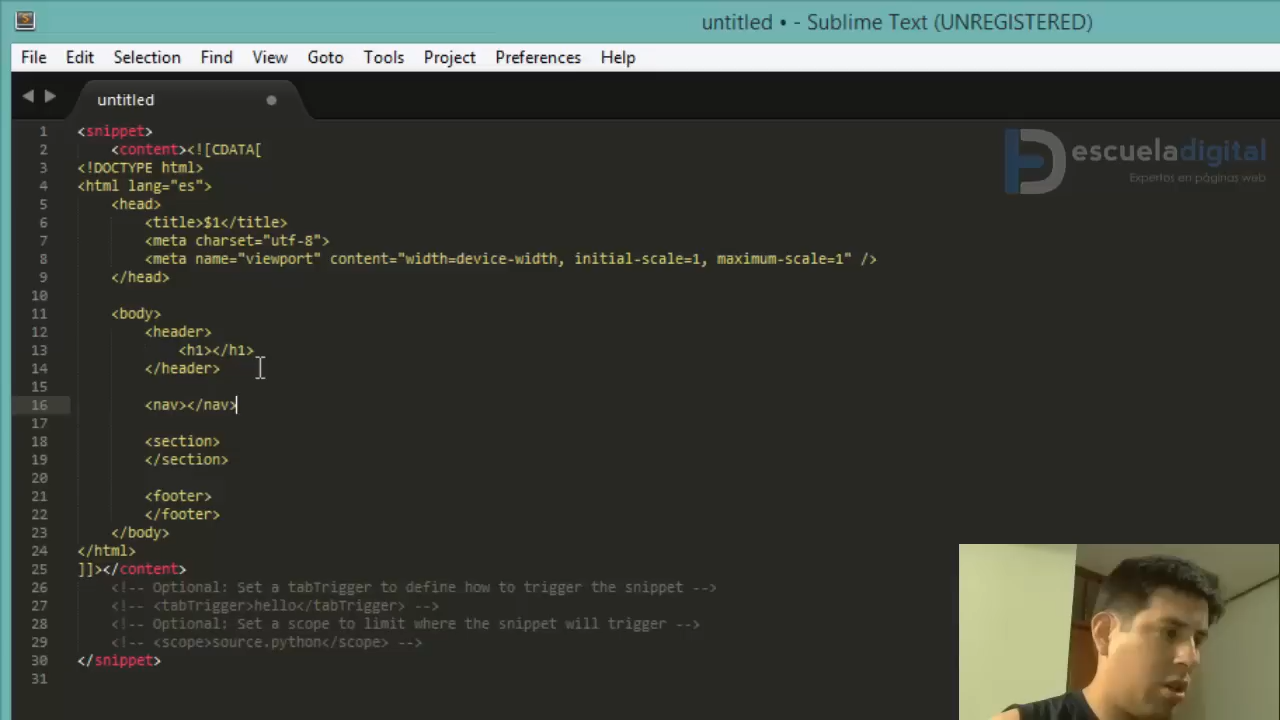 untitled • - Sublime Text (UNREGISTERED)
File Edit Selection Find View Goto Tools Project Preferences Help
untitled
escueladigital
Expertos en páginas web
1 <snippet>
2 <content><![CDATA[
3 <!DOCTYPE html>
4 <html lang="es">
5 <head>
6 <title>$1</title>
7 <meta charset="utf-8">
8 <meta name="viewport" content="width=device-width, initial-scale=1, maximum-scale=1" />
9 </head>
10
11 <body>
12 <header>
13 <h1></h1>
14 </header>
15
16 <nav></nav>
17
18 <section>
19 </section>
20
21 <footer>
22 </footer>
23 </body>
24 </html>
25 ]]></content>
26 <!-- Optional: Set a tabTrigger to define how to trigger the snippet -->
27 <!-- <tabTrigger>hello</tabTrigger> -->
28 <!-- Optional: Set a scope to limit where the snippet will trigger -->
29 <!-- <scope>source.python</scope> -->
30 </snippet>
31